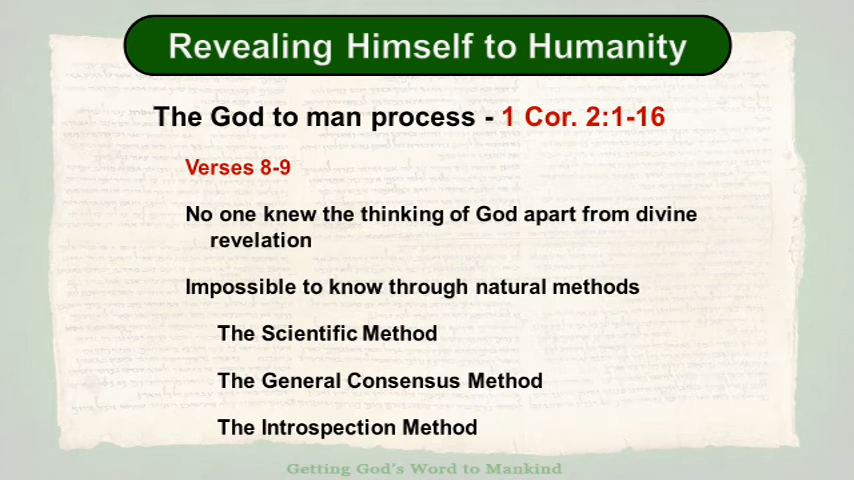 Revealing Himself to Humanity
The God to man process - 1 Cor. 2:1-16
Verses 8-9
No one knew the thinking of God apart from divine
revelation
Impossible to know through natural methods
The Scientific Method
The General Consensus Method
The Introspection Method
Getting God's Word to Mankind